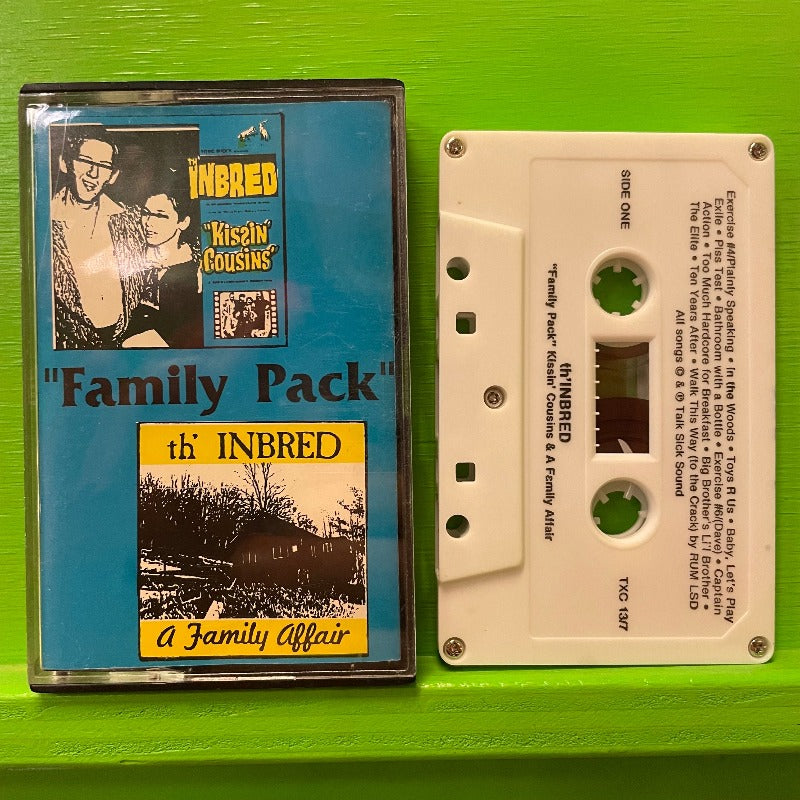 TH'
INBRED
"Kissin'
Cousins"
"Family Pack"
th' INBRED
A Family Affair
SIDE ONE
Exercise #4/Plainly Speaking • In the Woods • Toys R Us • Baby, Let's Play
Exile • Piss Test • Bathroom with a Bottle • Exercise #6/(Dave) • Captain
Action • Too Much Hardcore for Breakfast • Big Brother's Li'l Brother •
The Elite • Ten Years After • Walk This Way (to the Crack) by RUM LSD
All songs © & ℗ Talk Sick Sound
th'INBRED
"Family Pack" Kissin' Cousins & A Family Affair
TXC 13/7